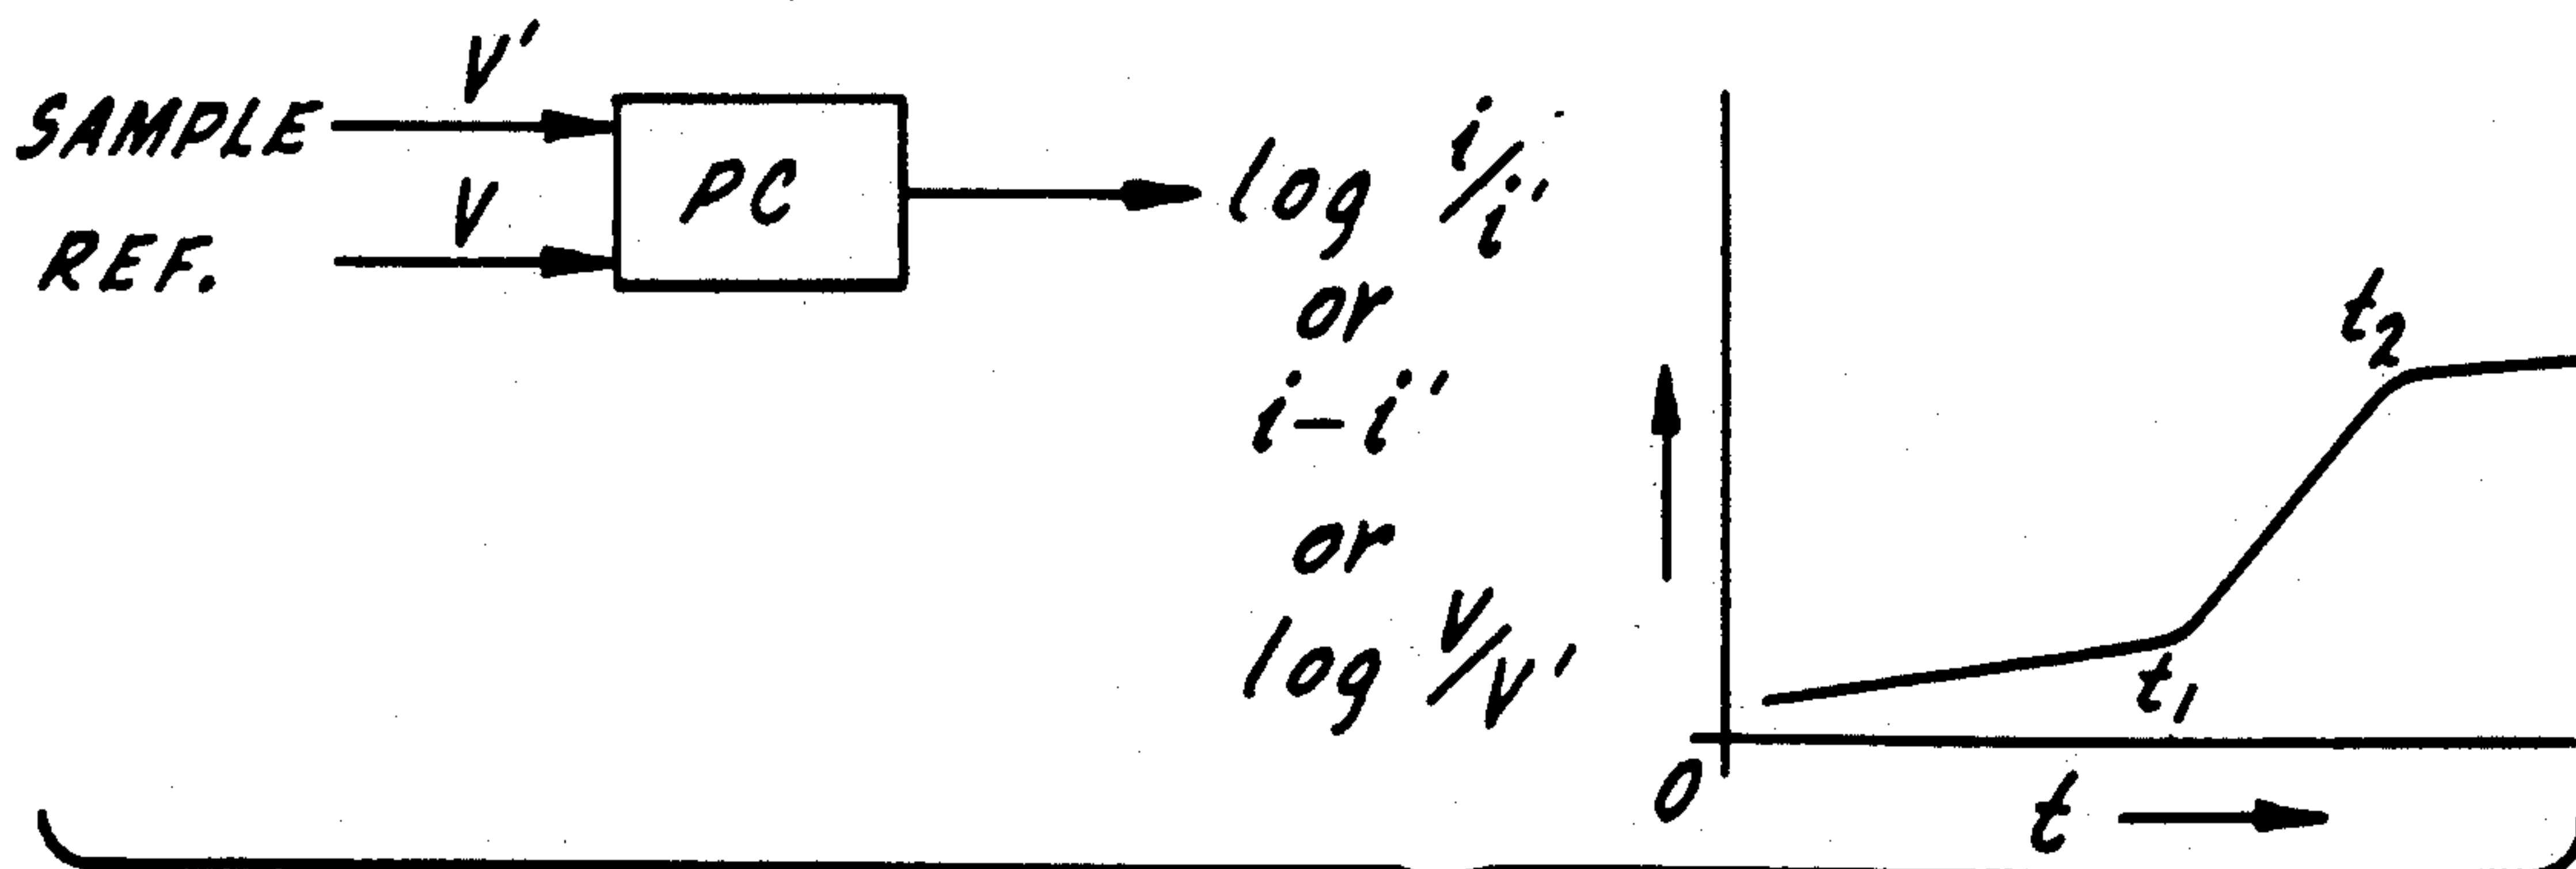 V'
SAMPLE
V
REF.
PC
log i/i'
or
i-i'
or
log V/V'
t2
t1
0
t